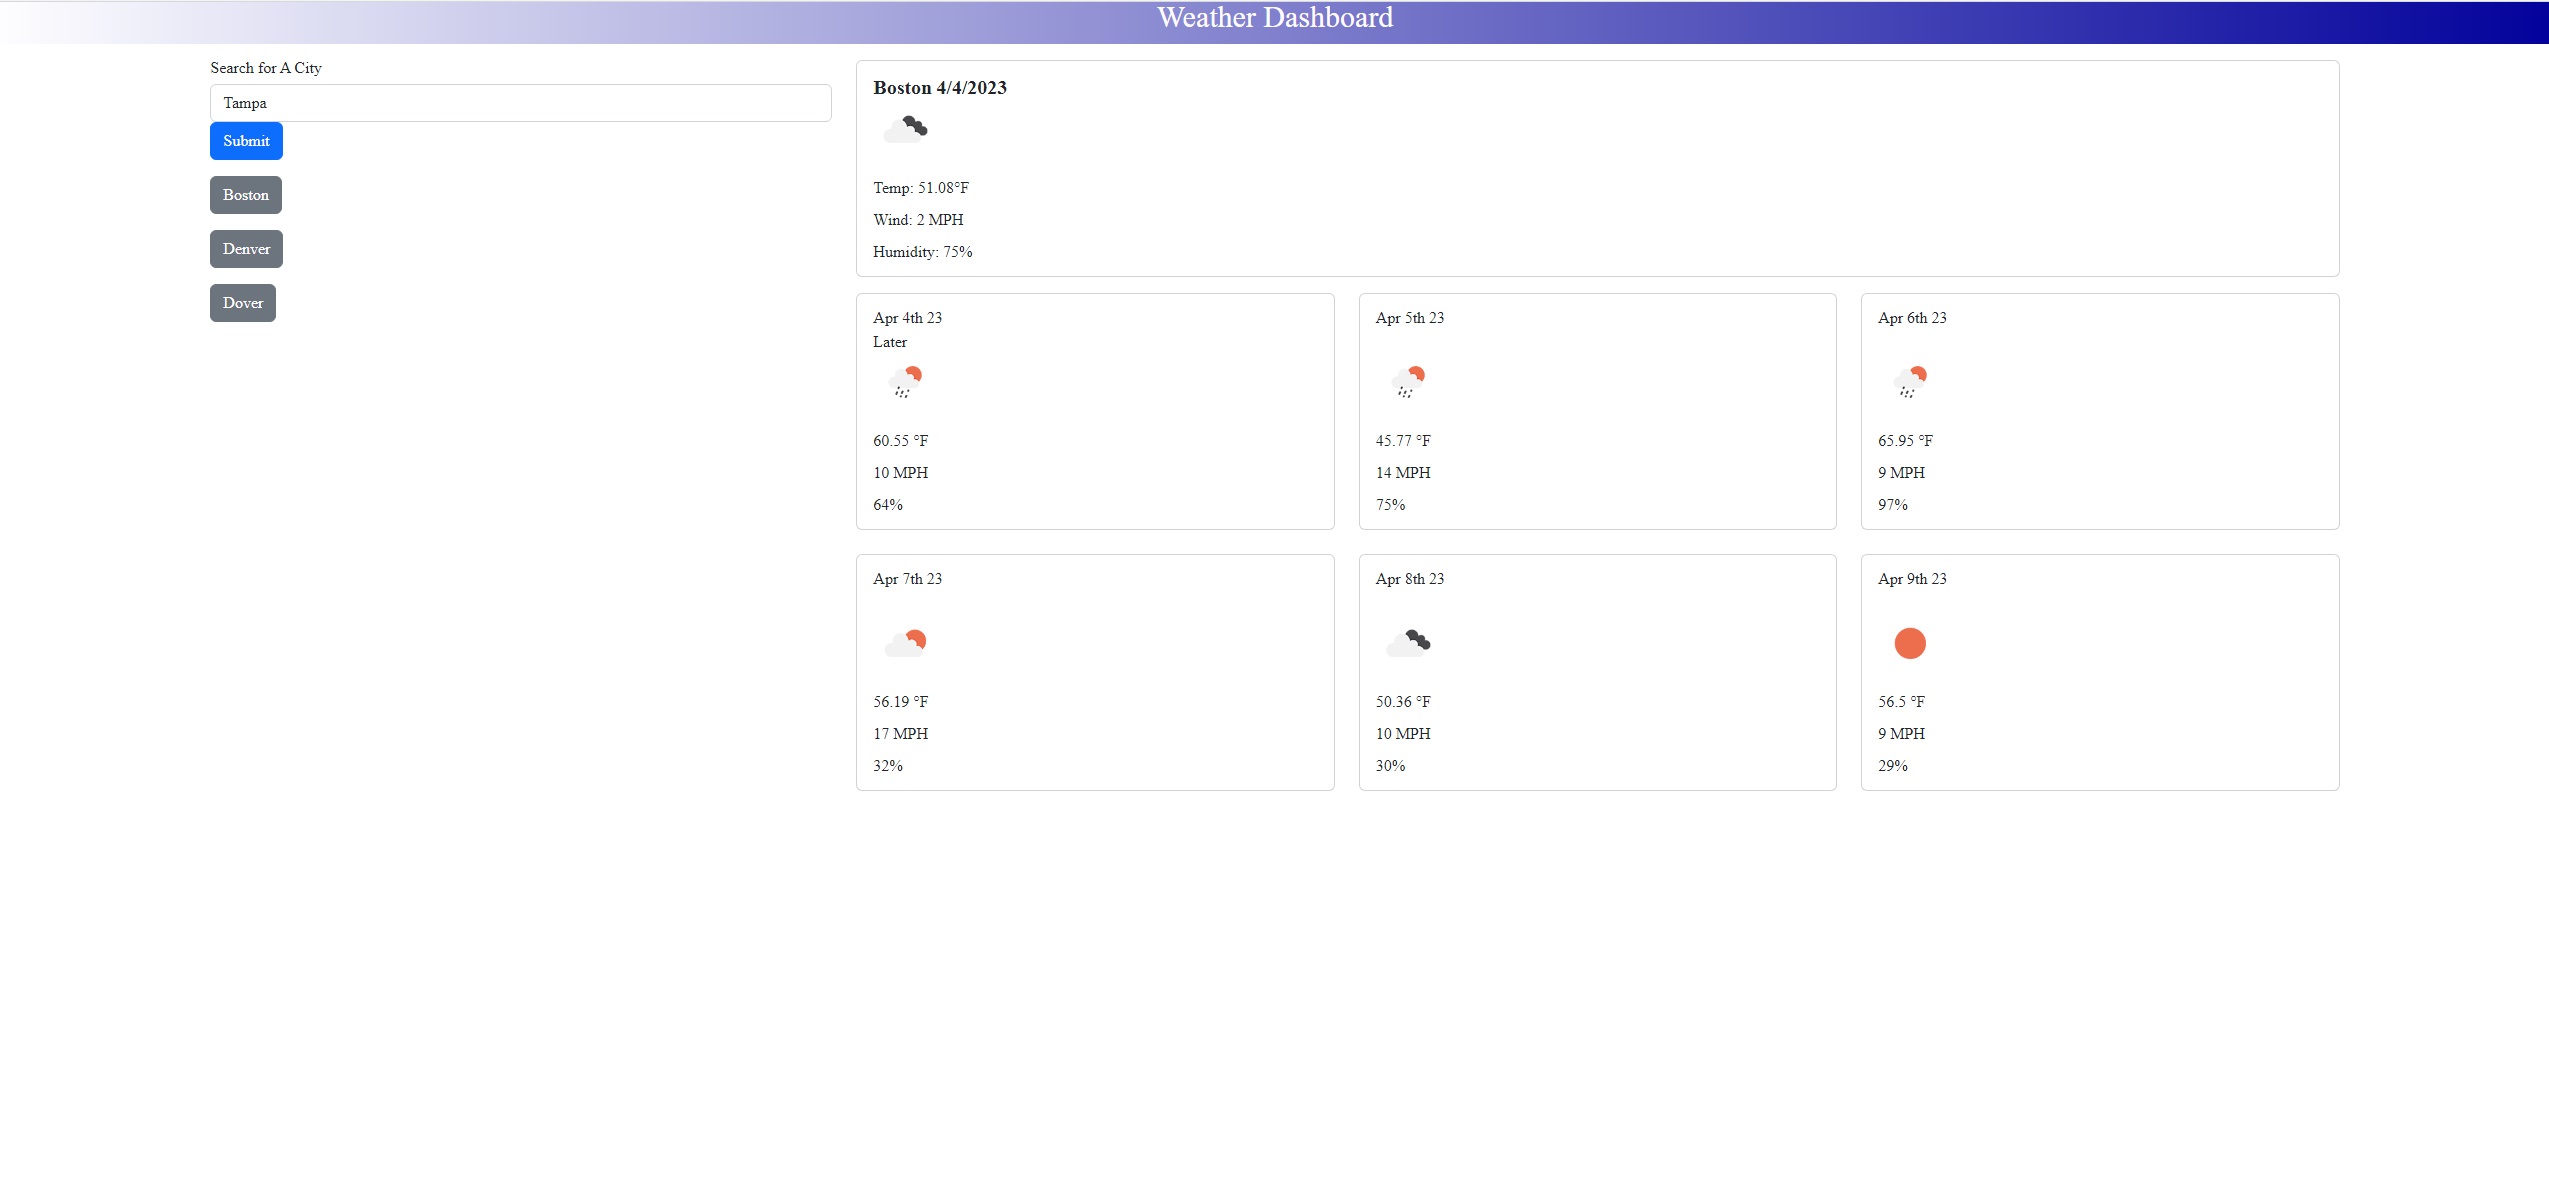 Weather Dashboard
Search for A City
Tampa
Submit
Boston
Denver
Dover
Boston 4/4/2023
Temp: 51.08°F
Wind: 2 MPH
Humidity: 75%
Apr 4th 23
Later
60.55 °F
10 MPH
64%
Apr 5th 23
45.77 °F
14 MPH
75%
Apr 6th 23
65.95 °F
9 MPH
97%
Apr 7th 23
56.19 °F
17 MPH
32%
Apr 8th 23
50.36 °F
10 MPH
30%
Apr 9th 23
56.5 °F
9 MPH
29%